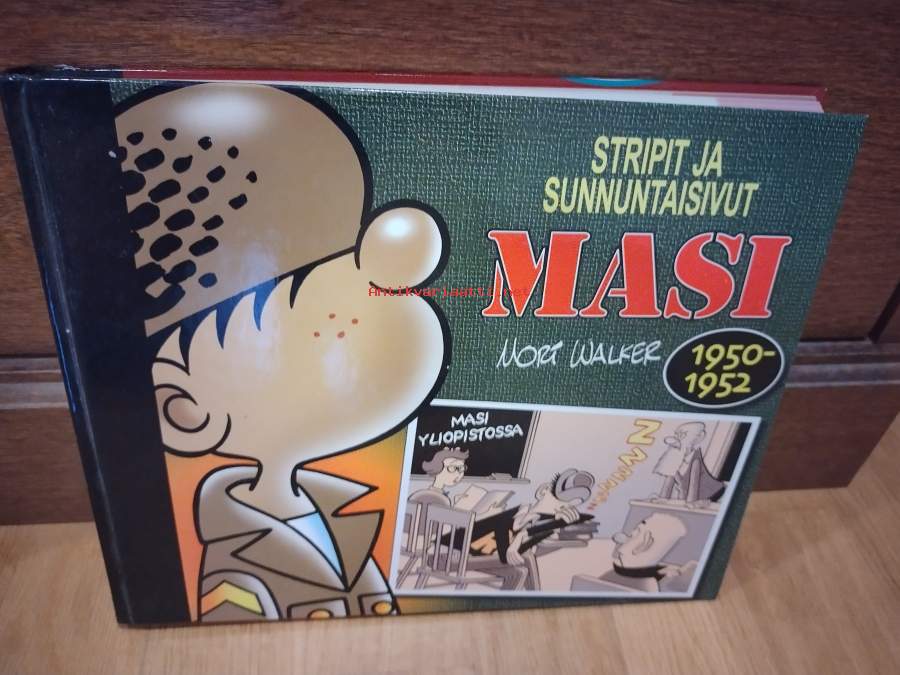 STRIPIT JA
SUNNUNTAISIVUT
MASI
Antikvariaatti.net
MORT WALKER
1950-
1952
MASI
YLIOPISTOSSA